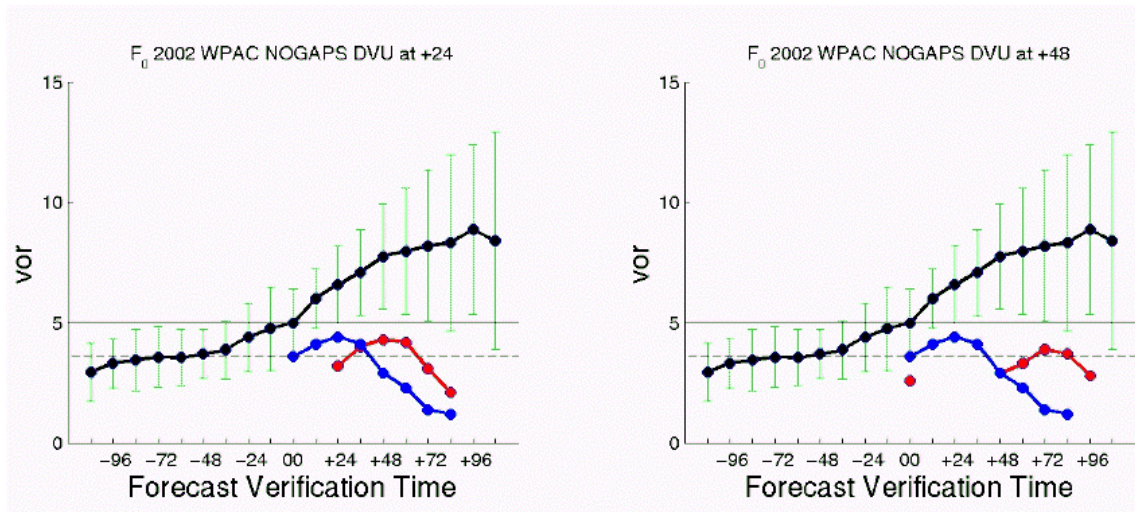 F0 2002 WPAC NOGAPS DVU at +24
15
10
5
0
vor
−96 −72 −48 −24 00 +24 +48 +72 +96
Forecast Verification Time
F0 2002 WPAC NOGAPS DVU at +48
15
10
5
0
vor
−96 −72 −48 −24 00 +24 +48 +72 +96
Forecast Verification Time